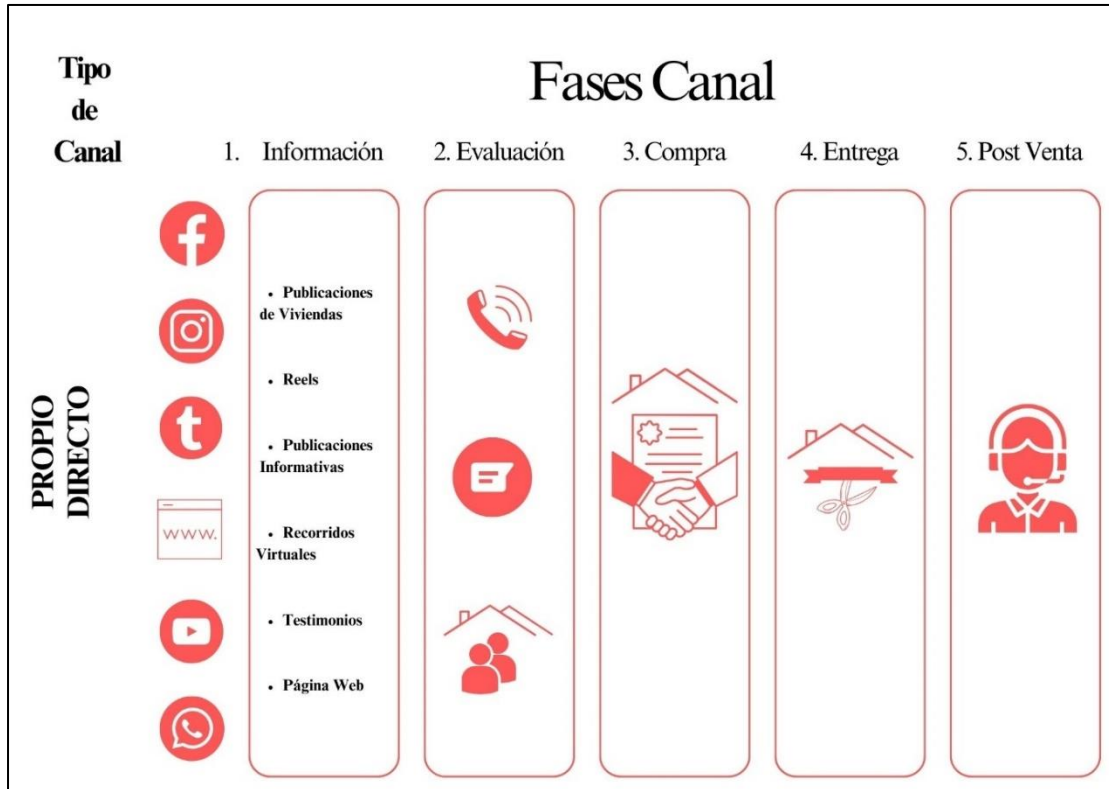 Tipo
de
Canal
Fases Canal
1. Información
2. Evaluación
3. Compra
4. Entrega
5. Post Venta
PROPIO
DIRECTO
• Publicaciones
de Viviendas
• Reels
• Publicaciones
Informativas
• Recorridos
Virtuales
• Testimonios
• Página Web
www.